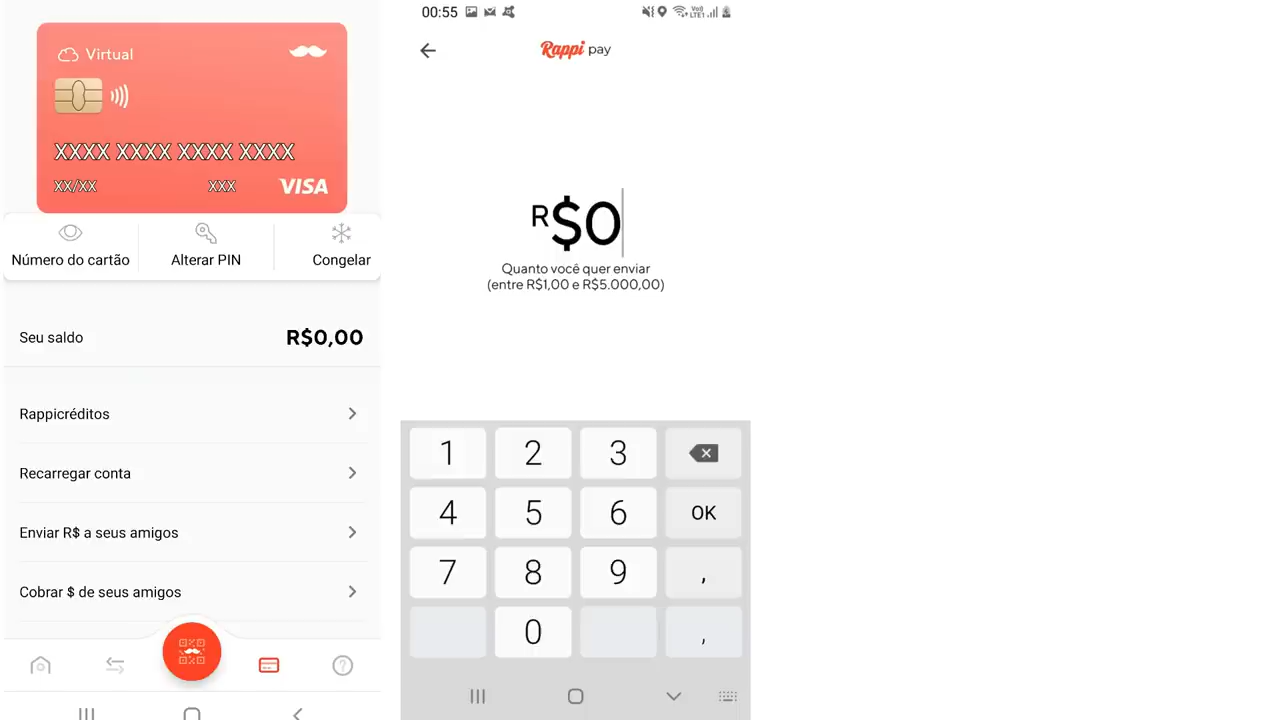 Virtual
XXXX XXXX XXXX XXXX
XX/XX XXX VISA
Número do cartão Alterar PIN Congelar
Seu saldo R$0,00
Rappicréditos
Recarregar conta
Enviar R$ a seus amigos
Cobrar $ de seus amigos
00:55
Vo)) LTE1
Rappi pay
R$0
Quanto você quer enviar
(entre R$1,00 e R$5.000,00)
1 2 3
4 5 6 OK
7 8 9 ,
0 ,